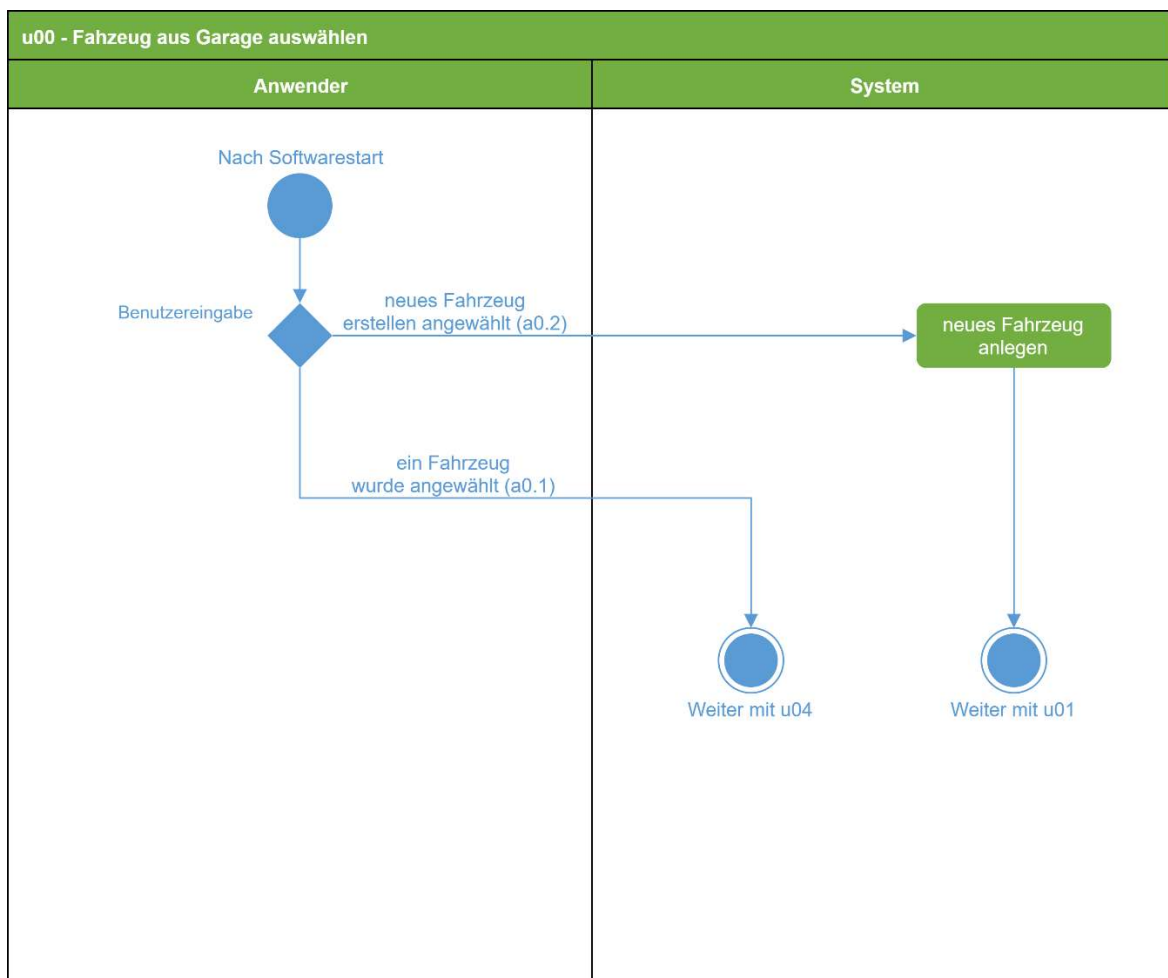 u00 - Fahzeug aus Garage auswählen
Anwender
System
Nach Softwarestart
Benutzereingabe
neues Fahrzeug
erstellen angewählt (a0.2)
neues Fahrzeug
anlegen
ein Fahrzeug
wurde angewählt (a0.1)
Weiter mit u04
Weiter mit u01